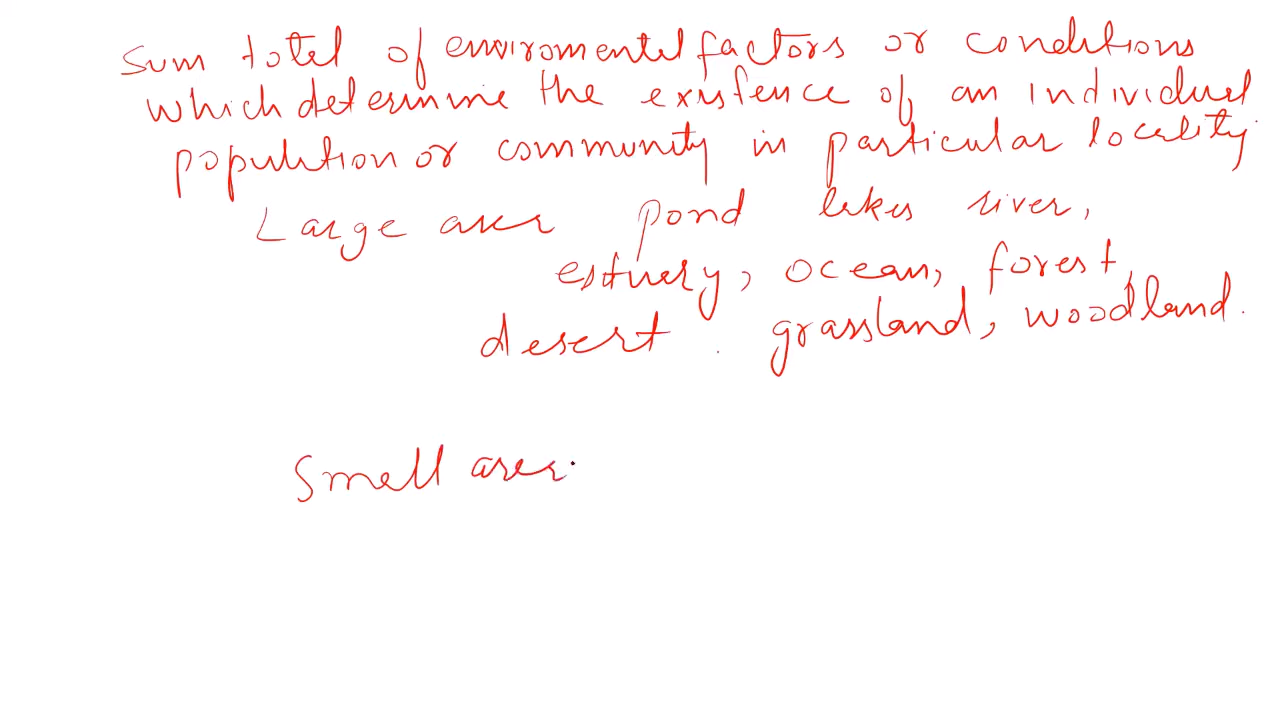 Sum total of enviromental factors or conditions
which determine the existence of an individual
population or community in particular locality.
Large area pond lakes river,
estuary, ocean, forest,
desert. grassland, woodland.
Small area